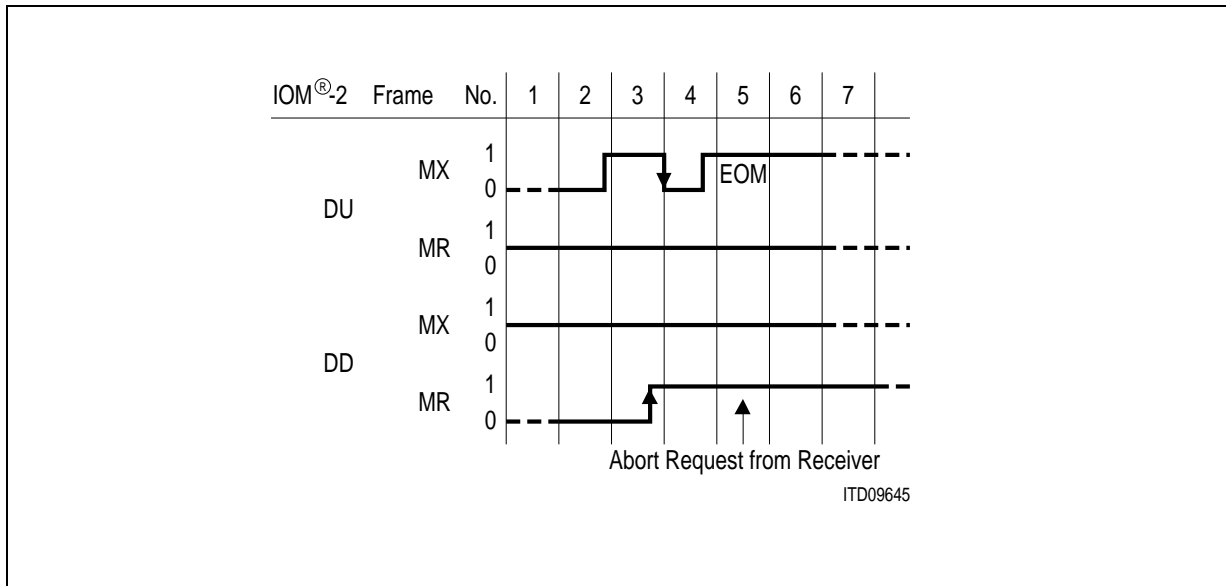 IOM®-2 Frame No. 1 2 3 4 5 6 7
MX 1
0
EOM
DU
MR 1
0
MX 1
0
DD
MR 1
0
Abort Request from Receiver
ITD09645